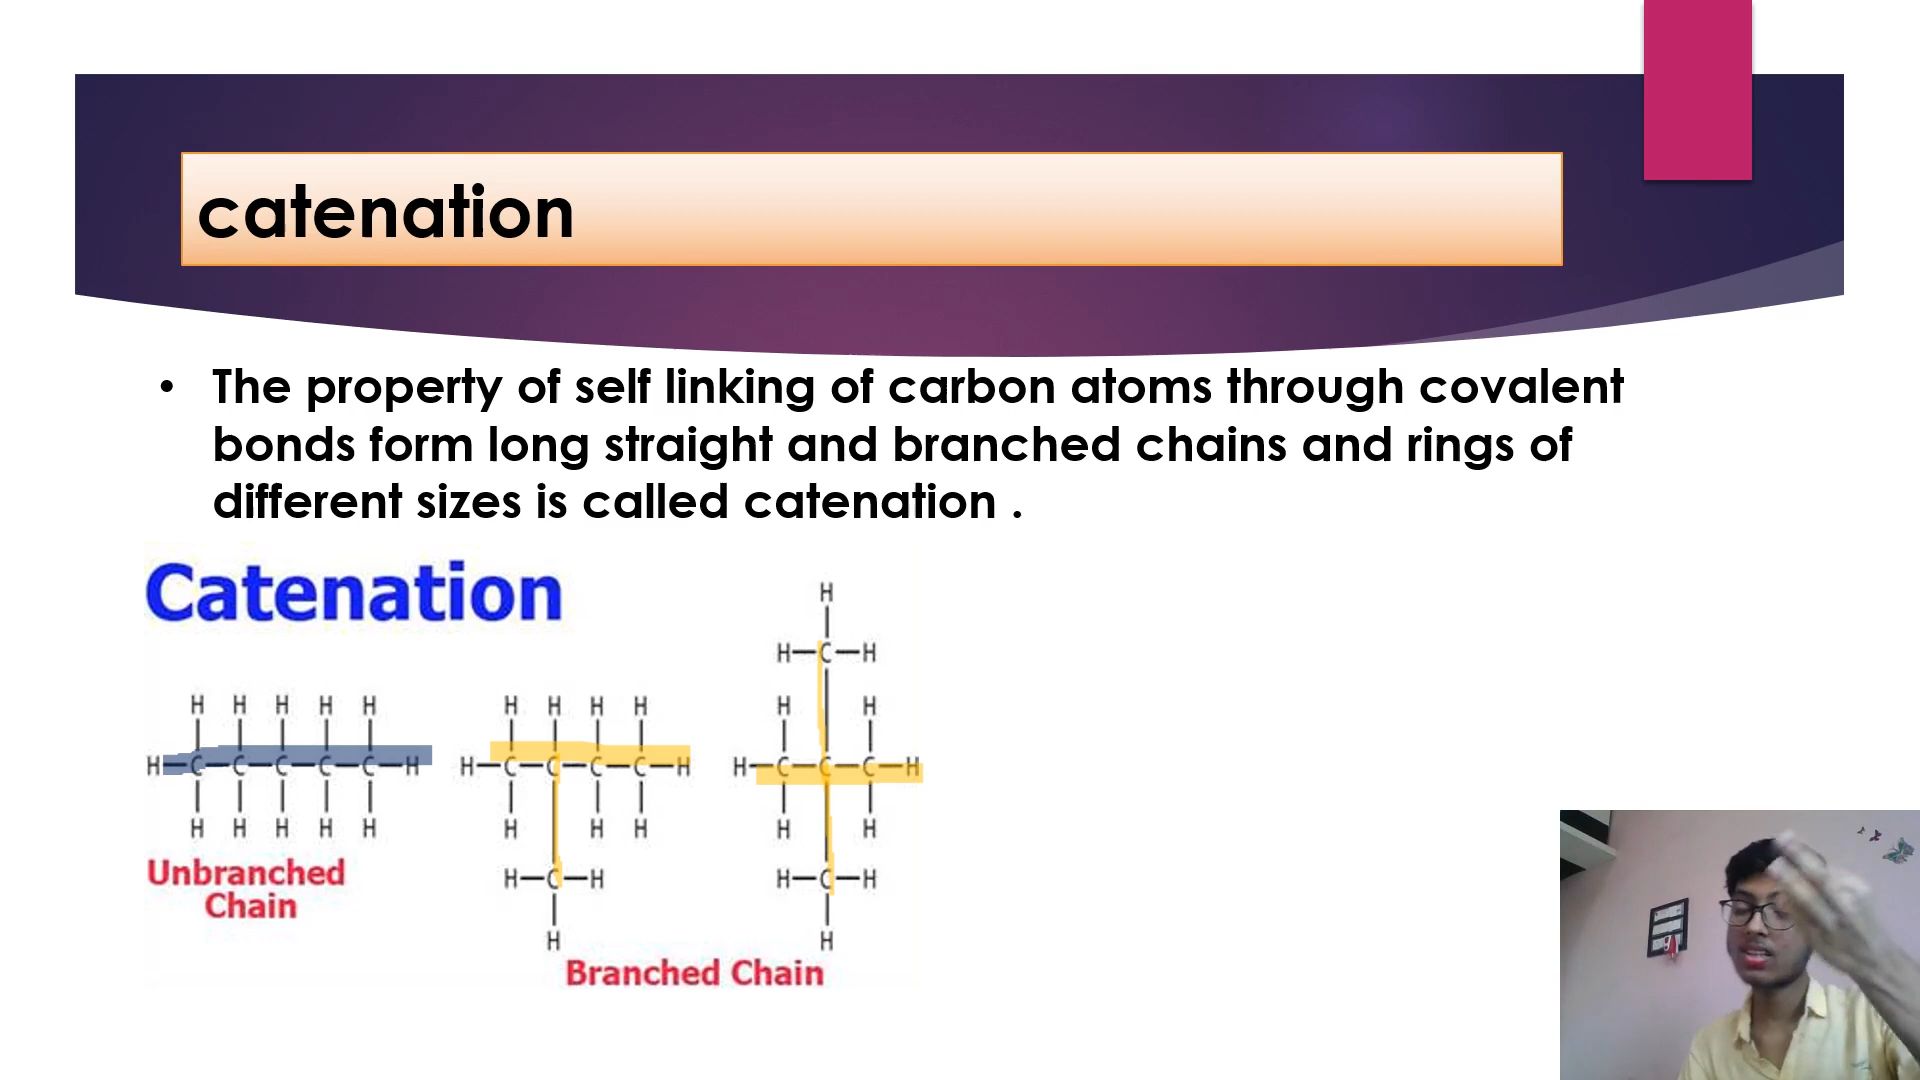 catenation
• The property of self linking of carbon atoms through covalent
bonds form long straight and branched chains and rings of
different sizes is called catenation .
Catenation
H H H H H
H—C—C—C—C—C—H
H H H H H
Unbranched
Chain
H H H H
H—C—C—C—C—H
H H H
H—C—H
H
H
H—C—H
H H
H—C—C—C—H
H H
H—C—H
H
Branched Chain